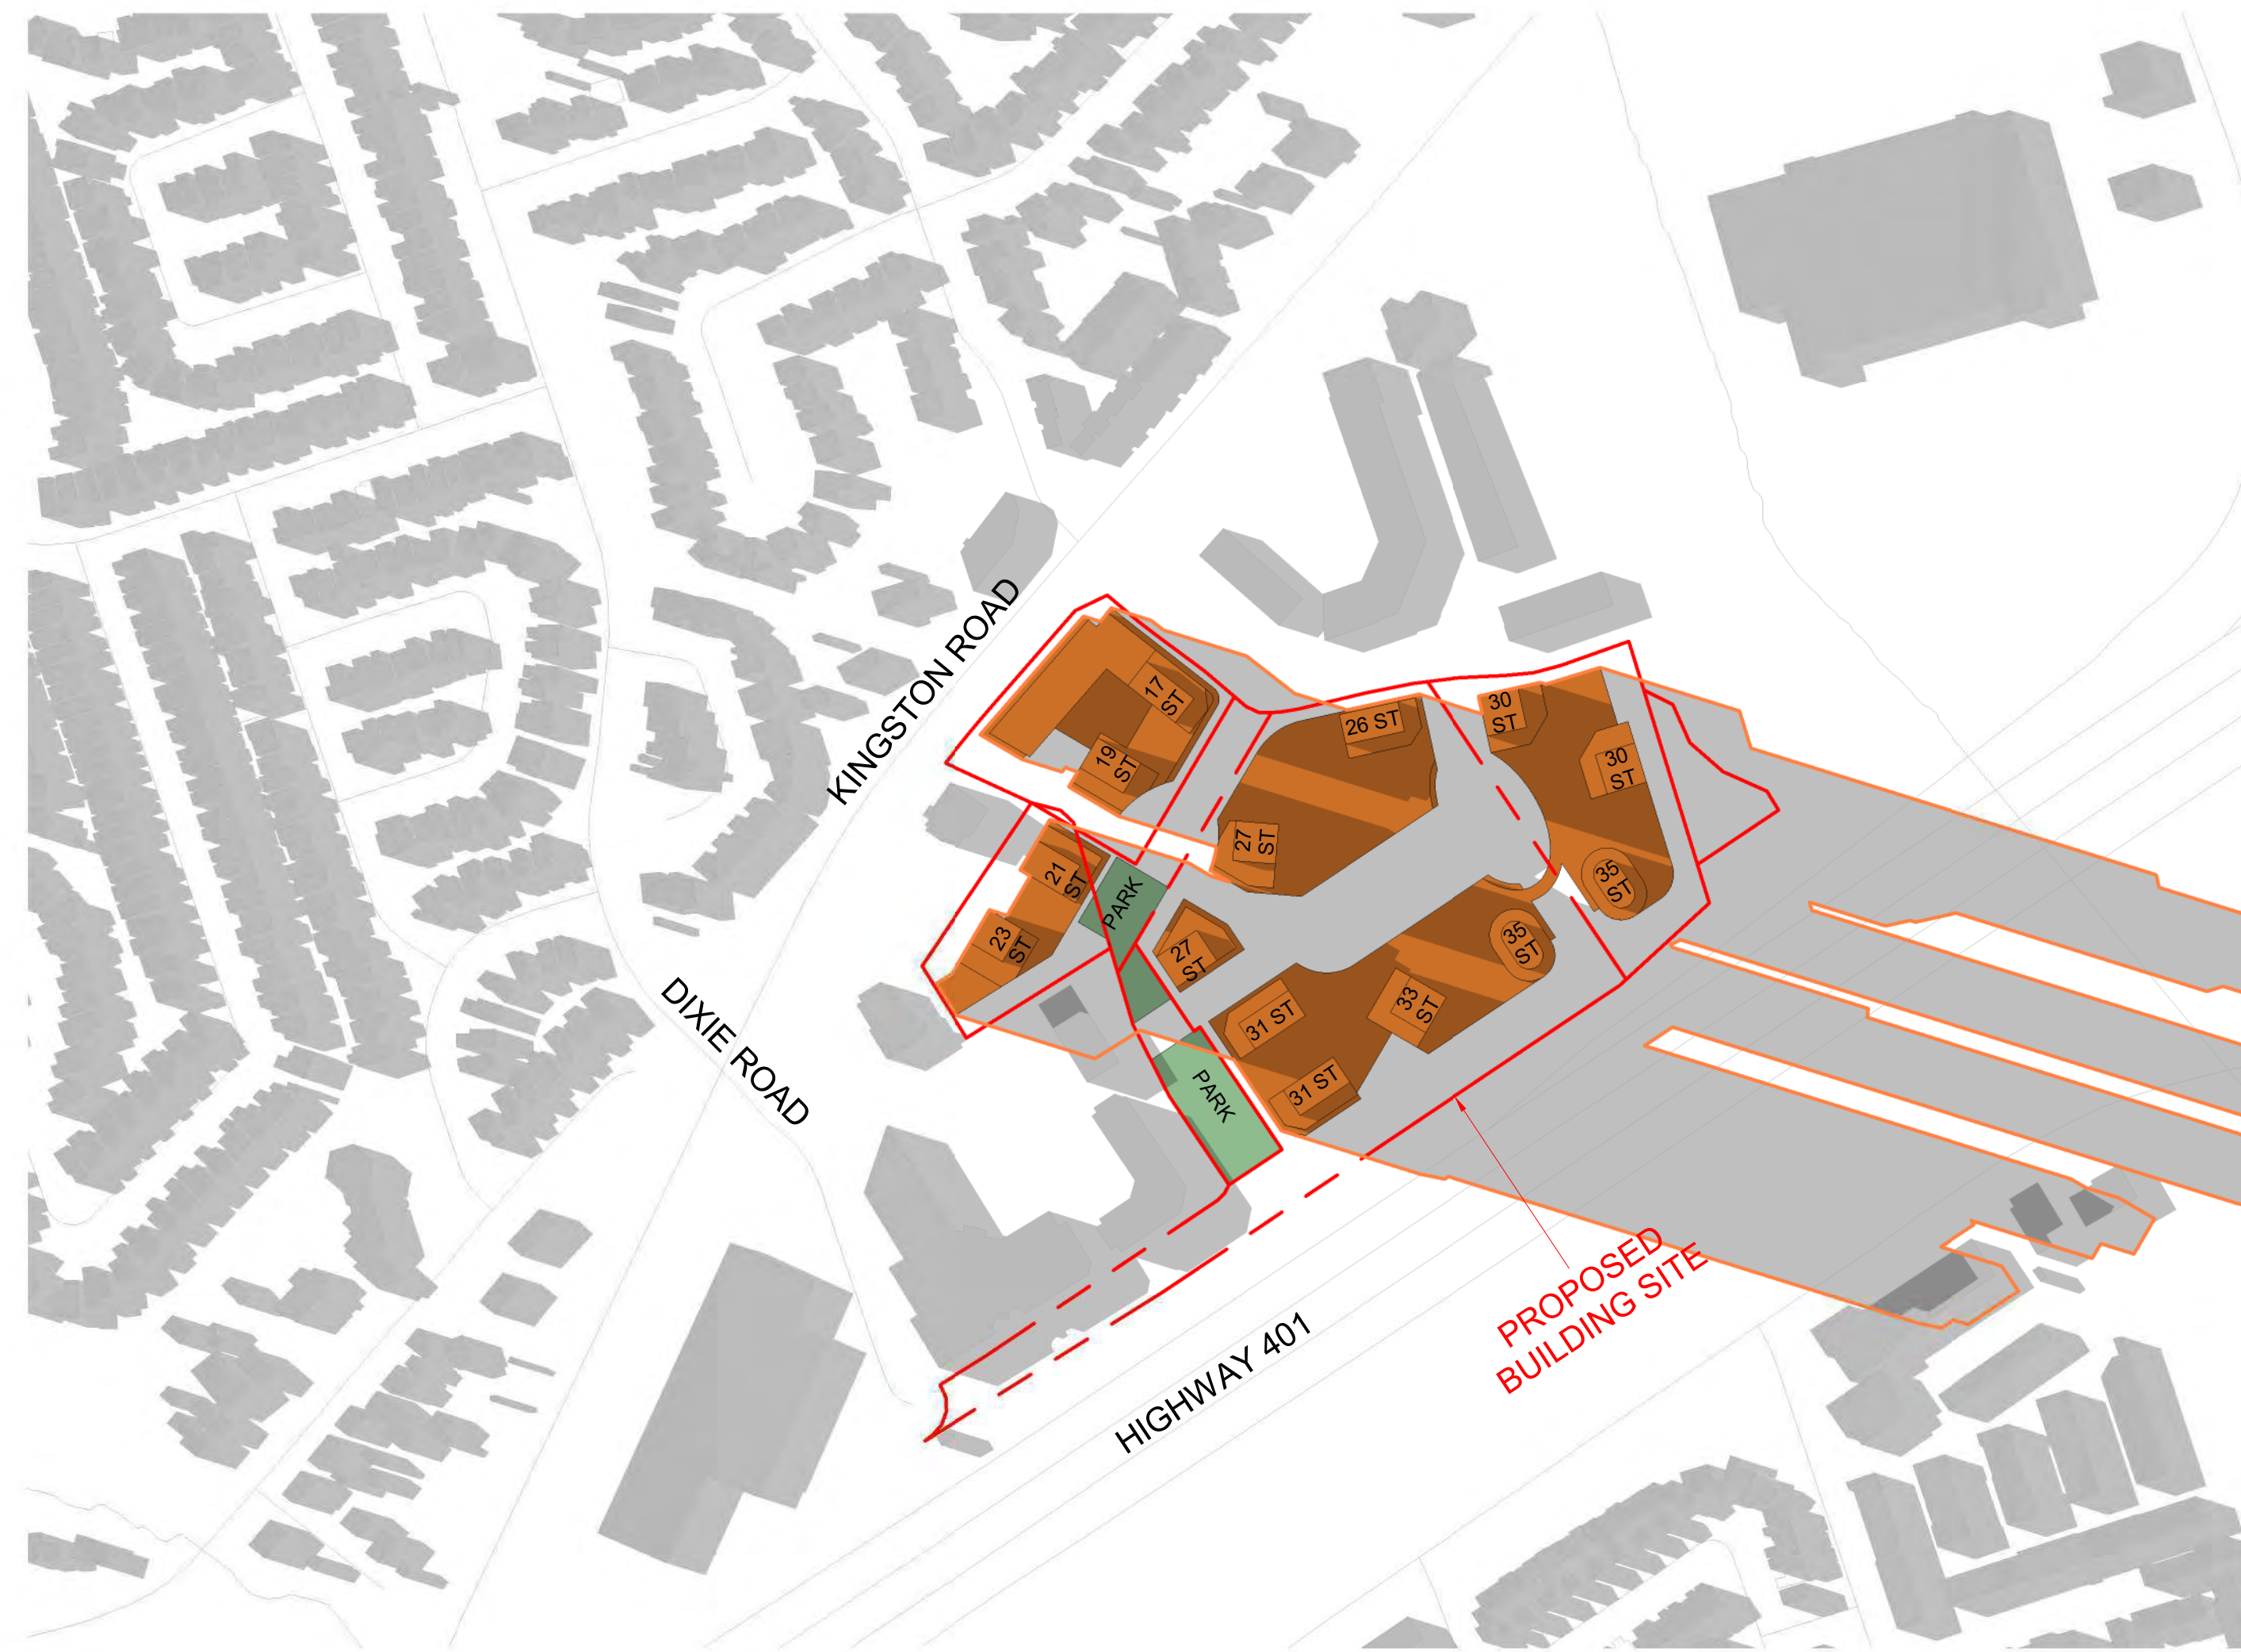 KINGSTON ROAD
17
ST
19
ST
26 ST
30
ST
30
ST
27
ST
21
ST
PARK
35
ST
23
ST
27
ST
35
ST
31 ST
33
ST
31 ST
PARK
DIXIE ROAD
PROPOSED
BUILDING SITE
HIGHWAY 401